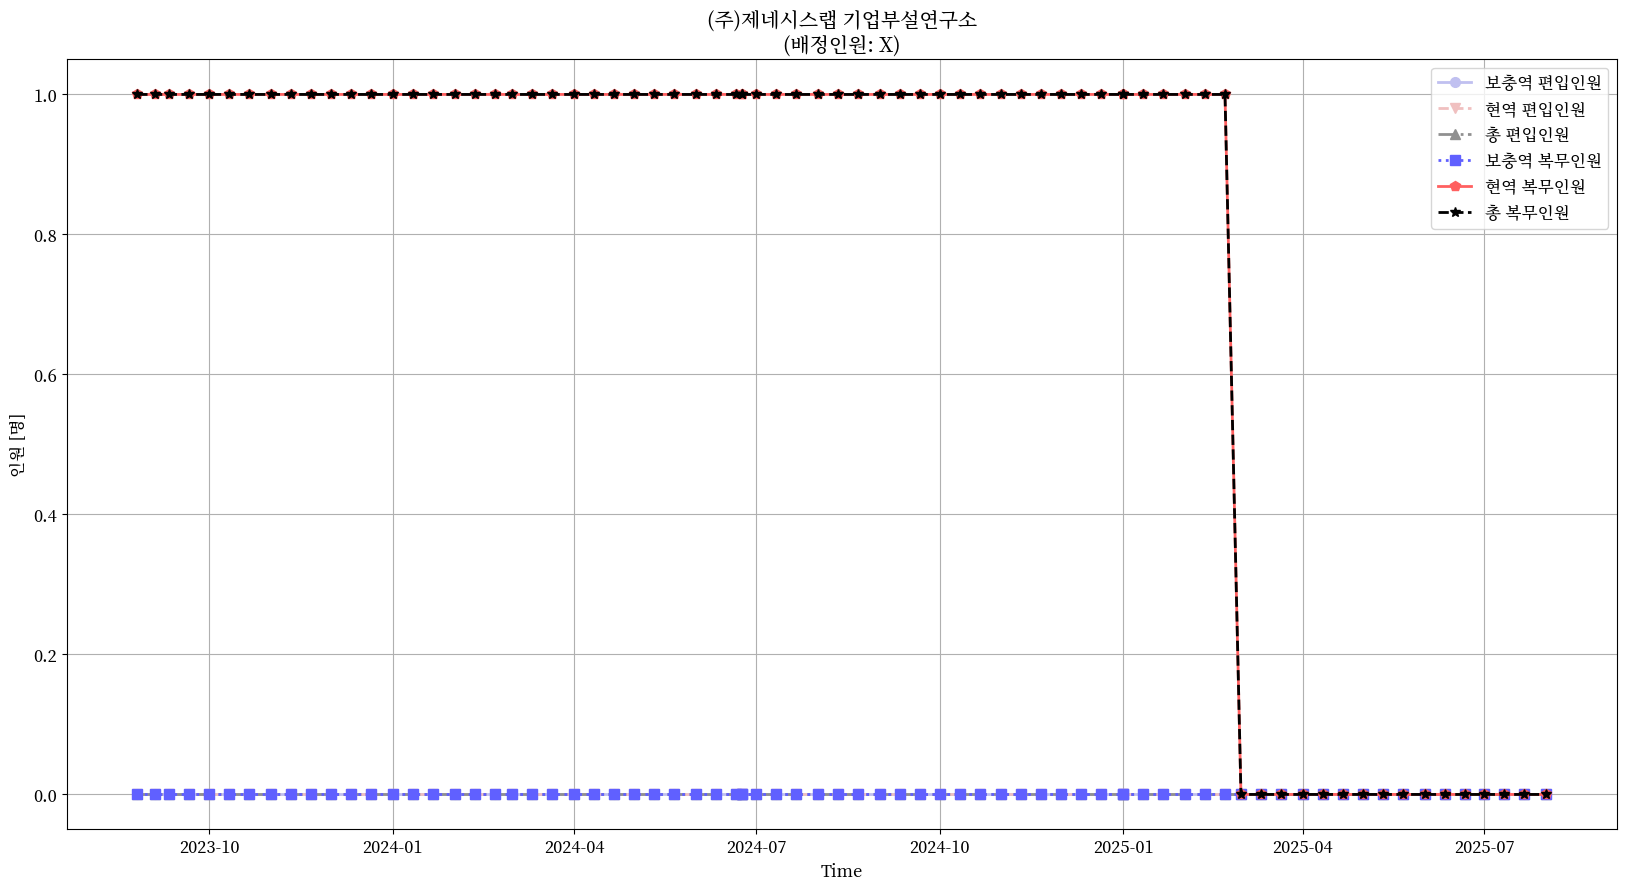 (주)제네시스랩 기업부설연구소
(배정인원: X)
보충역 편입인원
현역 편입인원
총 편입인원
보충역 복무인원
현역 복무인원
총 복무인원
1.0
0.8
0.6
0.4
0.2
0.0
인원 [명]
2023-10 2024-01 2024-04 2024-07 2024-10 2025-01 2025-04 2025-07
Time